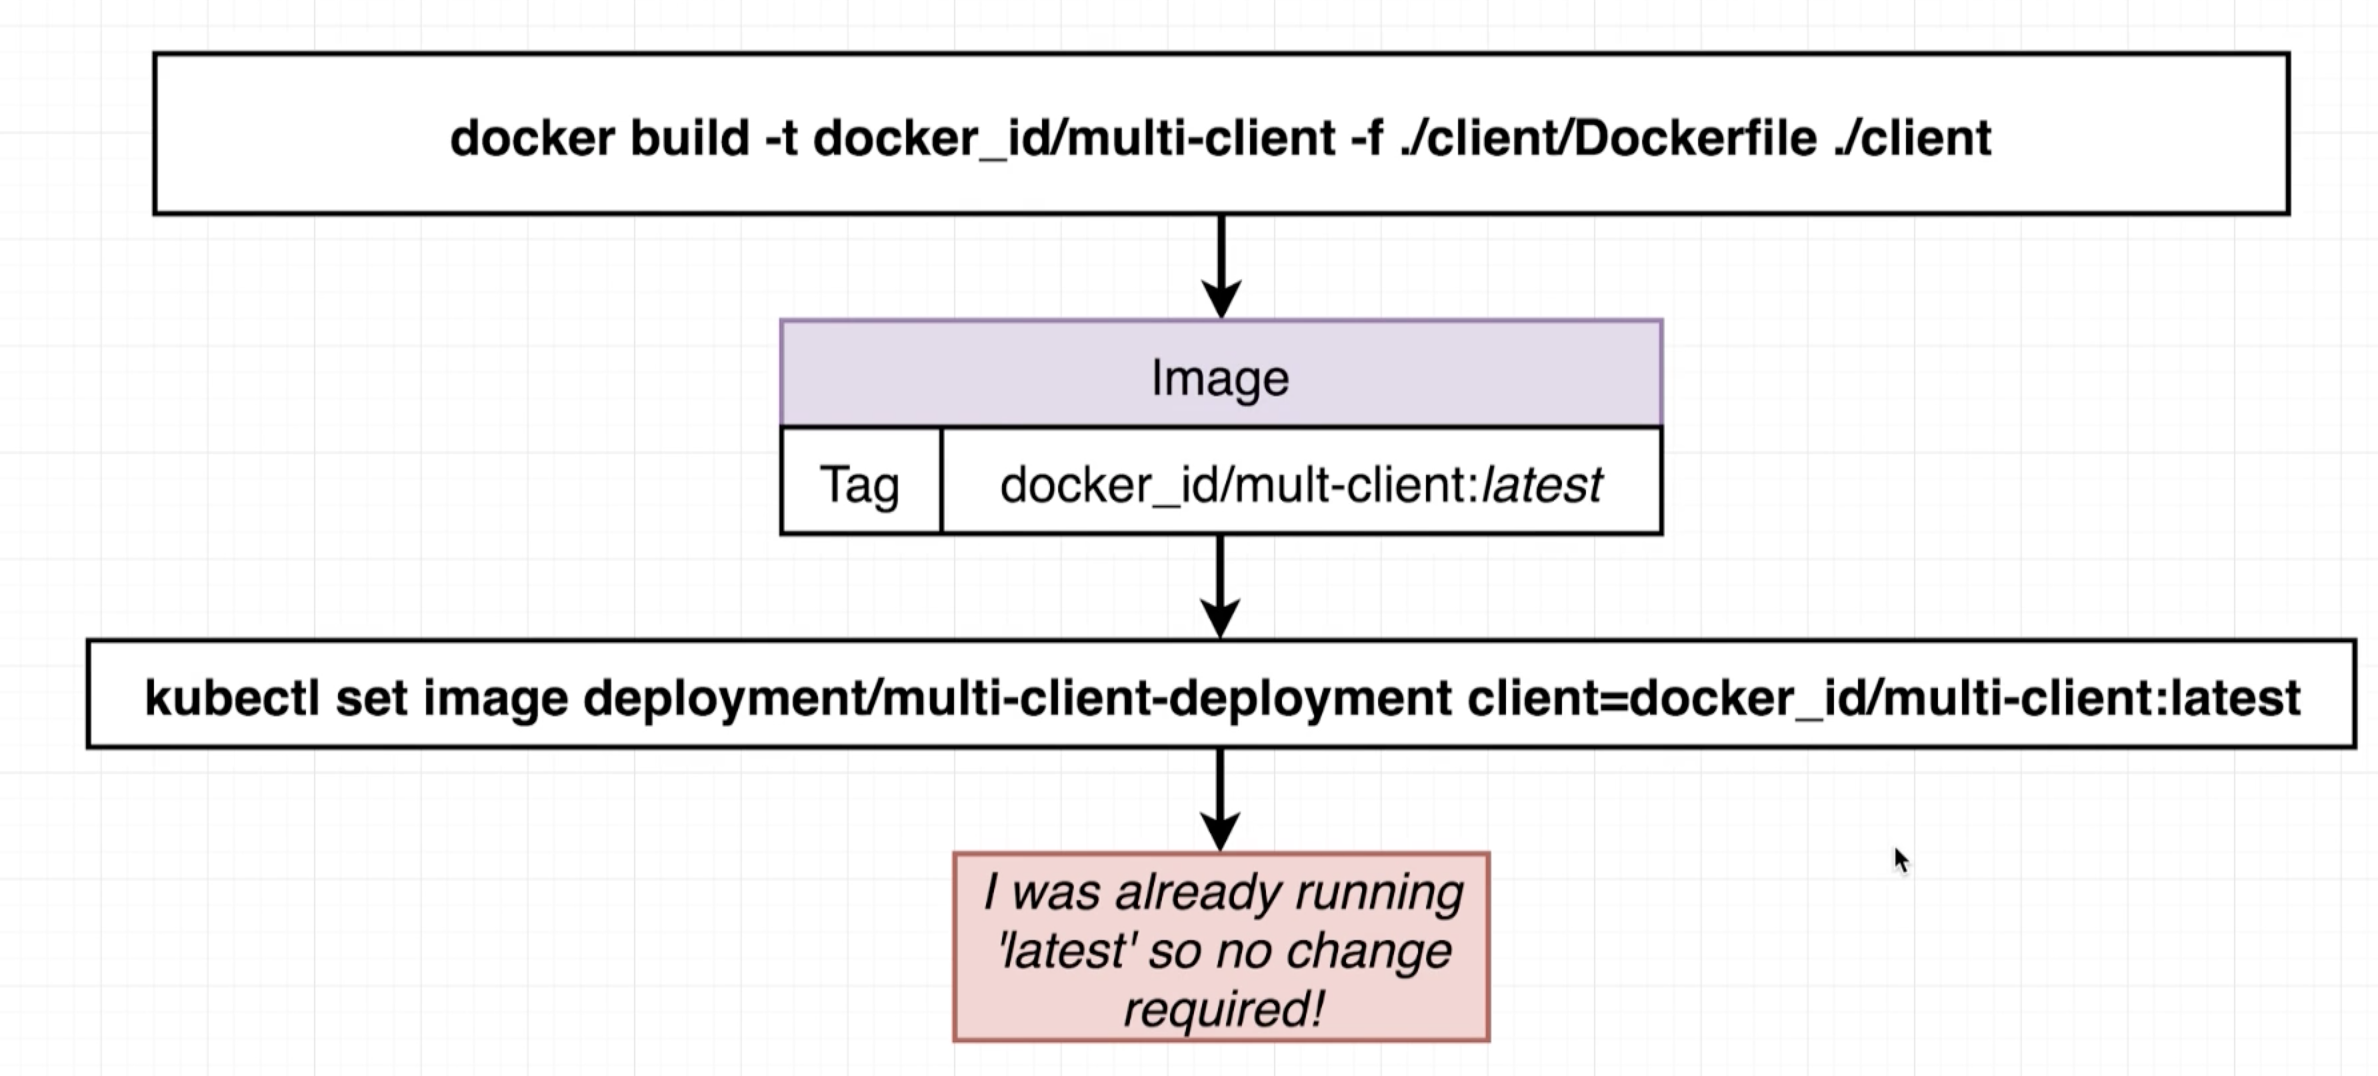 docker build -t docker_id/multi-client -f ./client/Dockerfile ./client
Image
Tag
docker_id/mult-client:latest
kubectl set image deployment/multi-client-deployment client=docker_id/multi-client:latest
I was already running
'latest' so no change
required!